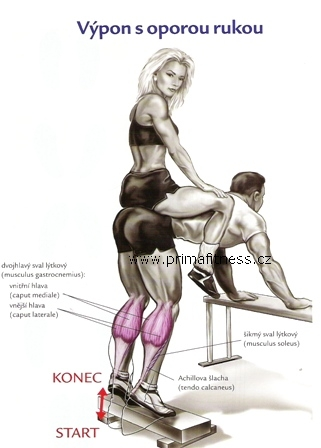 Výpon s oporou rukou
www.primafitness.cz
dvojhlavý sval lýtkový
(musculus gastrocnemius):
vnitřní hlava
(caput mediale)
vnější hlava
(caput laterale)
šikmý sval lýtkový
(musculus soleus)
KONEC
Achillova šlacha
(tendo calcaneus)
START